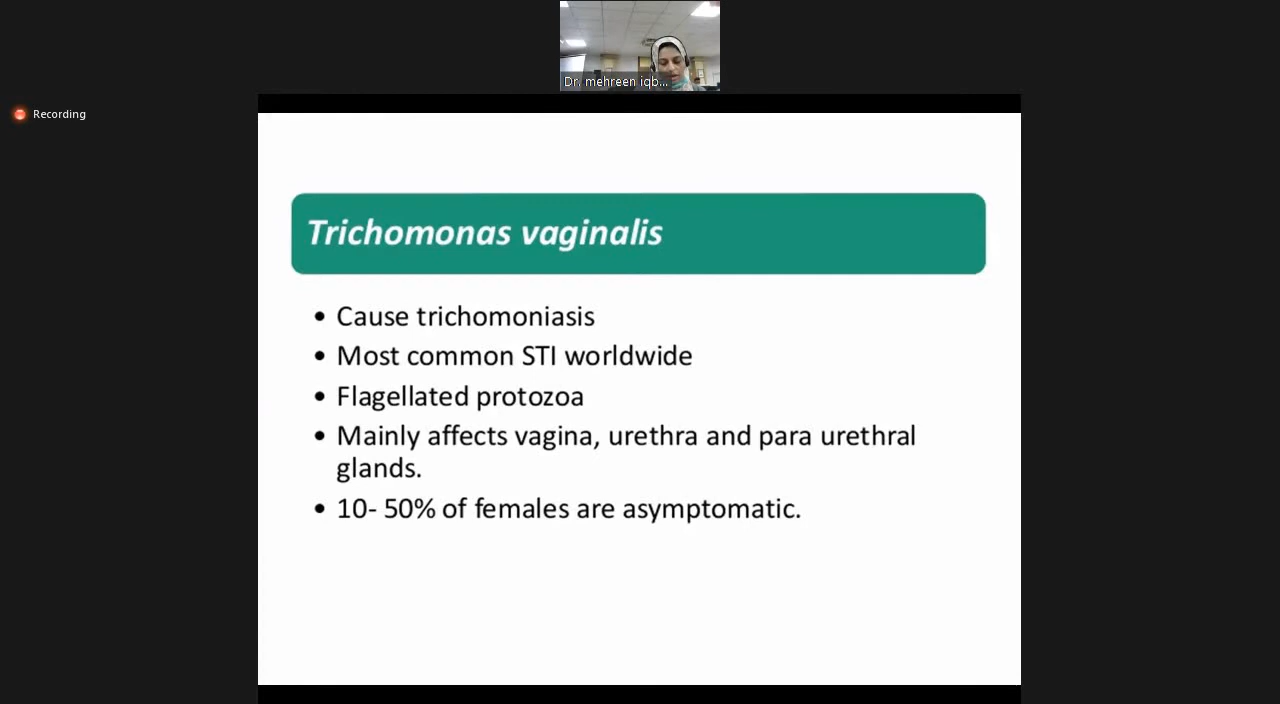 Dr. mehreen iqb...
Recording
Trichomonas vaginalis
• Cause trichomoniasis
• Most common STI worldwide
• Flagellated protozoa
• Mainly affects vagina, urethra and para urethral
glands.
• 10- 50% of females are asymptomatic.